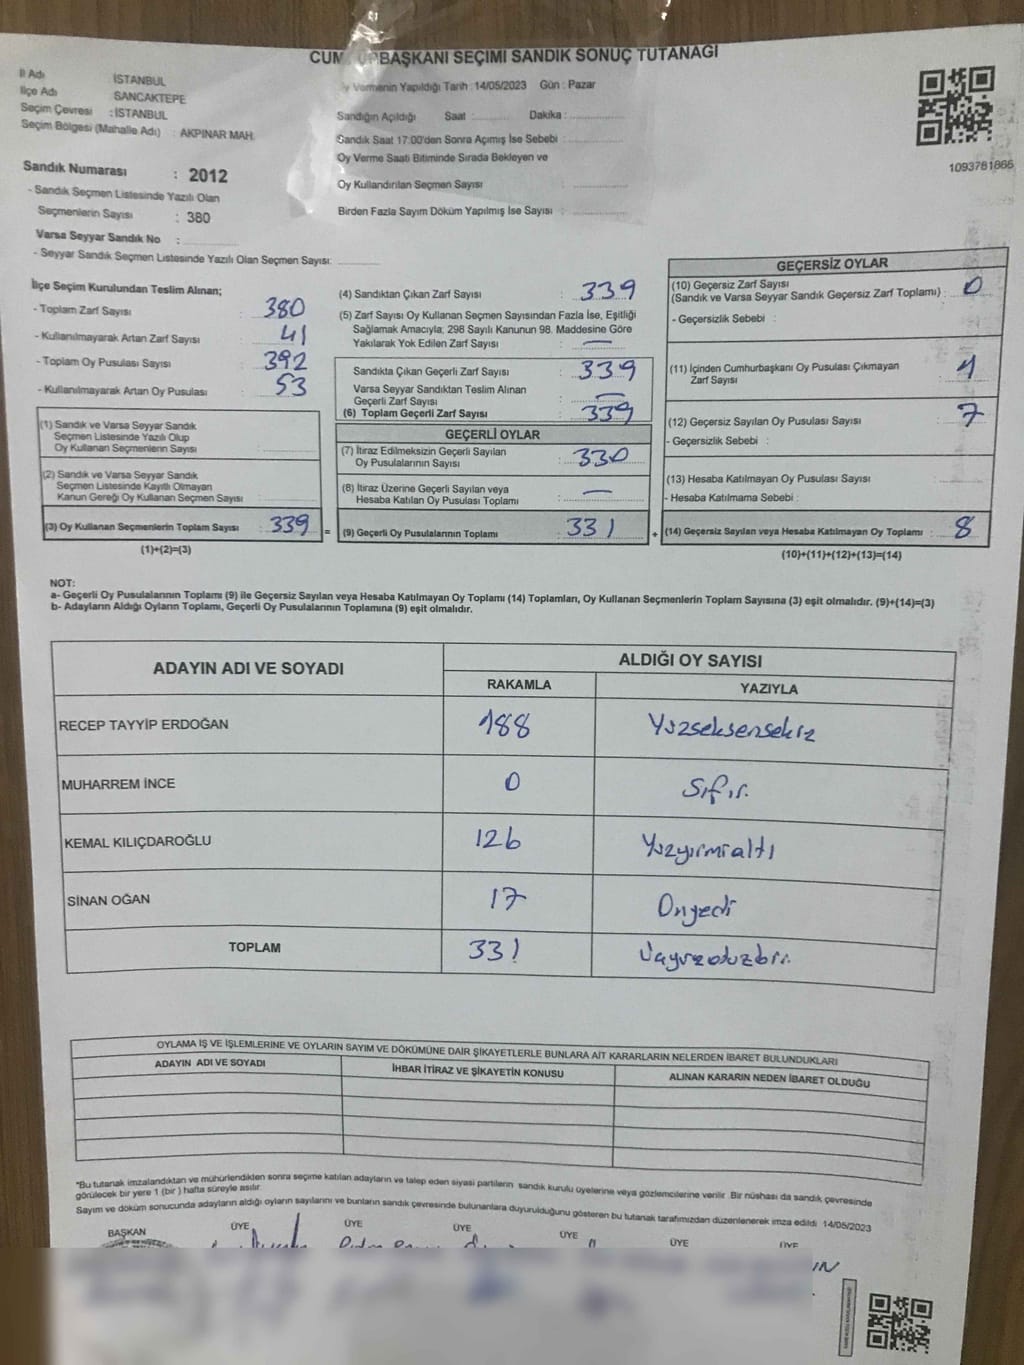 CUMHURBAŞKANI SEÇİMİ SANDIK SONUÇ TUTANAĞI
İl Adı İSTANBUL
İlçe Adı SANCAKTEPE
Seçim Çevresi : İSTANBUL
Seçim Bölgesi (Mahalle Adı) : AKPINAR MAH.
Oy Vermenin Yapıldığı Tarih : 14/05/2023 Gün : Pazar
Sandığın Açıldığı Saat : Dakika :
Sandık Saat 17:00'den Sonra Açımış İse Sebebi :
Oy Verme Saati Bitiminde Sırada Bekleyen ve
Oy Kullandırılan Seçmen Sayısı :
Birden Fazla Sayım Döküm Yapılmış İse Sayısı :
1093781866
Sandık Numarası : 2012
- Sandık Seçmen Listesinde Yazılı Olan
Seçmenlerin Sayısı : 380
Varsa Seyyar Sandık No :
- Seyyar Sandık Seçmen Listesinde Yazılı Olan Seçmen Sayısı:
İlçe Seçim Kurulundan Teslim Alınan;
- Toplam Zarf Sayısı : 380
- Kullanılmayarak Artan Zarf Sayısı : 41
- Toplam Oy Pusulası Sayısı : 392
- Kullanılmayarak Artan Oy Pusulası : 53
(1) Sandık ve Varsa Seyyar Sandık
Seçmen Listesinde Yazılı Olup
Oy Kullanan Seçmenlerin Sayısı :
(2) Sandık ve Varsa Seyyar Sandık
Seçmen Listesinde Kayıtlı Olmayan
Kanun Gereği Oy Kullanan Seçmen Sayısı :
(3) Oy Kullanan Seçmenlerin Toplam Sayısı : 339 =
(1)+(2)=(3)
(4) Sandıktan Çıkan Zarf Sayısı : 339
(5) Zarf Sayısı Oy Kullanan Seçmen Sayısından Fazla İse, Eşitliği
Sağlamak Amacıyla; 298 Sayılı Kanunun 98. Maddesine Göre
Yakılarak Yok Edilen Zarf Sayısı : —
Sandıkta Çıkan Geçerli Zarf Sayısı : 339
Varsa Seyyar Sandıktan Teslim Alınan
Geçerli Zarf Sayısı : —
(6) Toplam Geçerli Zarf Sayısı : 339
GEÇERLİ OYLAR
(7) İtiraz Edilmeksizin Geçerli Sayılan
Oy Pusulalarının Sayısı : 330
(8) İtiraz Üzerine Geçerli Sayılan veya
Hesaba Katılan Oy Pusulası Toplamı : —
(9) Geçerli Oy Pusulalarının Toplamı : 331 +
GEÇERSİZ OYLAR
(10) Geçersiz Zarf Sayısı
(Sandık ve Varsa Seyyar Sandık Geçersiz Zarf Toplamı) : 0
- Geçersizlik Sebebi :
(11) İçinden Cumhurbaşkanı Oy Pusulası Çıkmayan
Zarf Sayısı : 1
(12) Geçersiz Sayılan Oy Pusulası Sayısı : 7
- Geçersizlik Sebebi :
(13) Hesaba Katılmayan Oy Pusulası Sayısı :
- Hesaba Katılmama Sebebi :
(14) Geçersiz Sayılan veya Hesaba Katılmayan Oy Toplamı : 8
(10)+(11)+(12)+(13)=(14)
NOT:
a- Geçerli Oy Pusulalarının Toplamı (9) ile Geçersiz Sayılan veya Hesaba Katılmayan Oy Toplamı (14) Toplamları, Oy Kullanan Seçmenlerin Toplam Sayısına (3) eşit olmalıdır. (9)+(14)=(3)
b- Adayların Aldığı Oyların Toplamı, Geçerli Oy Pusulalarının Toplamına (9) eşit olmalıdır.
ADAYIN ADI VE SOYADI ALDIĞI OY SAYISI
RAKAMLA YAZIYLA
RECEP TAYYİP ERDOĞAN 188 Yüzseksensekiz
MUHARREM İNCE 0 Sıfır
KEMAL KILIÇDAROĞLU 126 Yüzyirmialtı
SİNAN OĞAN 17 Onyedi
TOPLAM 331 Üçyüzotuzbir
OYLAMA İŞ VE İŞLEMLERİNE VE OYLARIN SAYIM VE DÖKÜMÜNE DAİR ŞİKAYETLERLE BUNLARA AİT KARARLARIN NELERDEN İBARET BULUNDUKLARI
ADAYIN ADI VE SOYADI İHBAR İTİRAZ VE ŞİKAYETİN KONUSU ALINAN KARARIN NEDEN İBARET OLDUĞU
*Bu tutanak imzalandıktan ve mühürlendikten sonra seçime katılan adayların ve talep eden siyasi partilerin sandık kurulu üyelerine veya gözlemcilerine verilir. Bir nüshası da sandık çevresinde
görülecek bir yere 1 (bir) hafta süreyle asılır.
Sayım ve döküm sonucunda adayların aldığı oyların sayılarını ve bunların sandık çevresinde bulunanlara duyurulduğunu gösteren bu tutanak tarafımızdan düzenlenerek imza edildi 14/05/2023
BAŞKAN ÜYE ÜYE ÜYE ÜYE ÜYE ÜYE